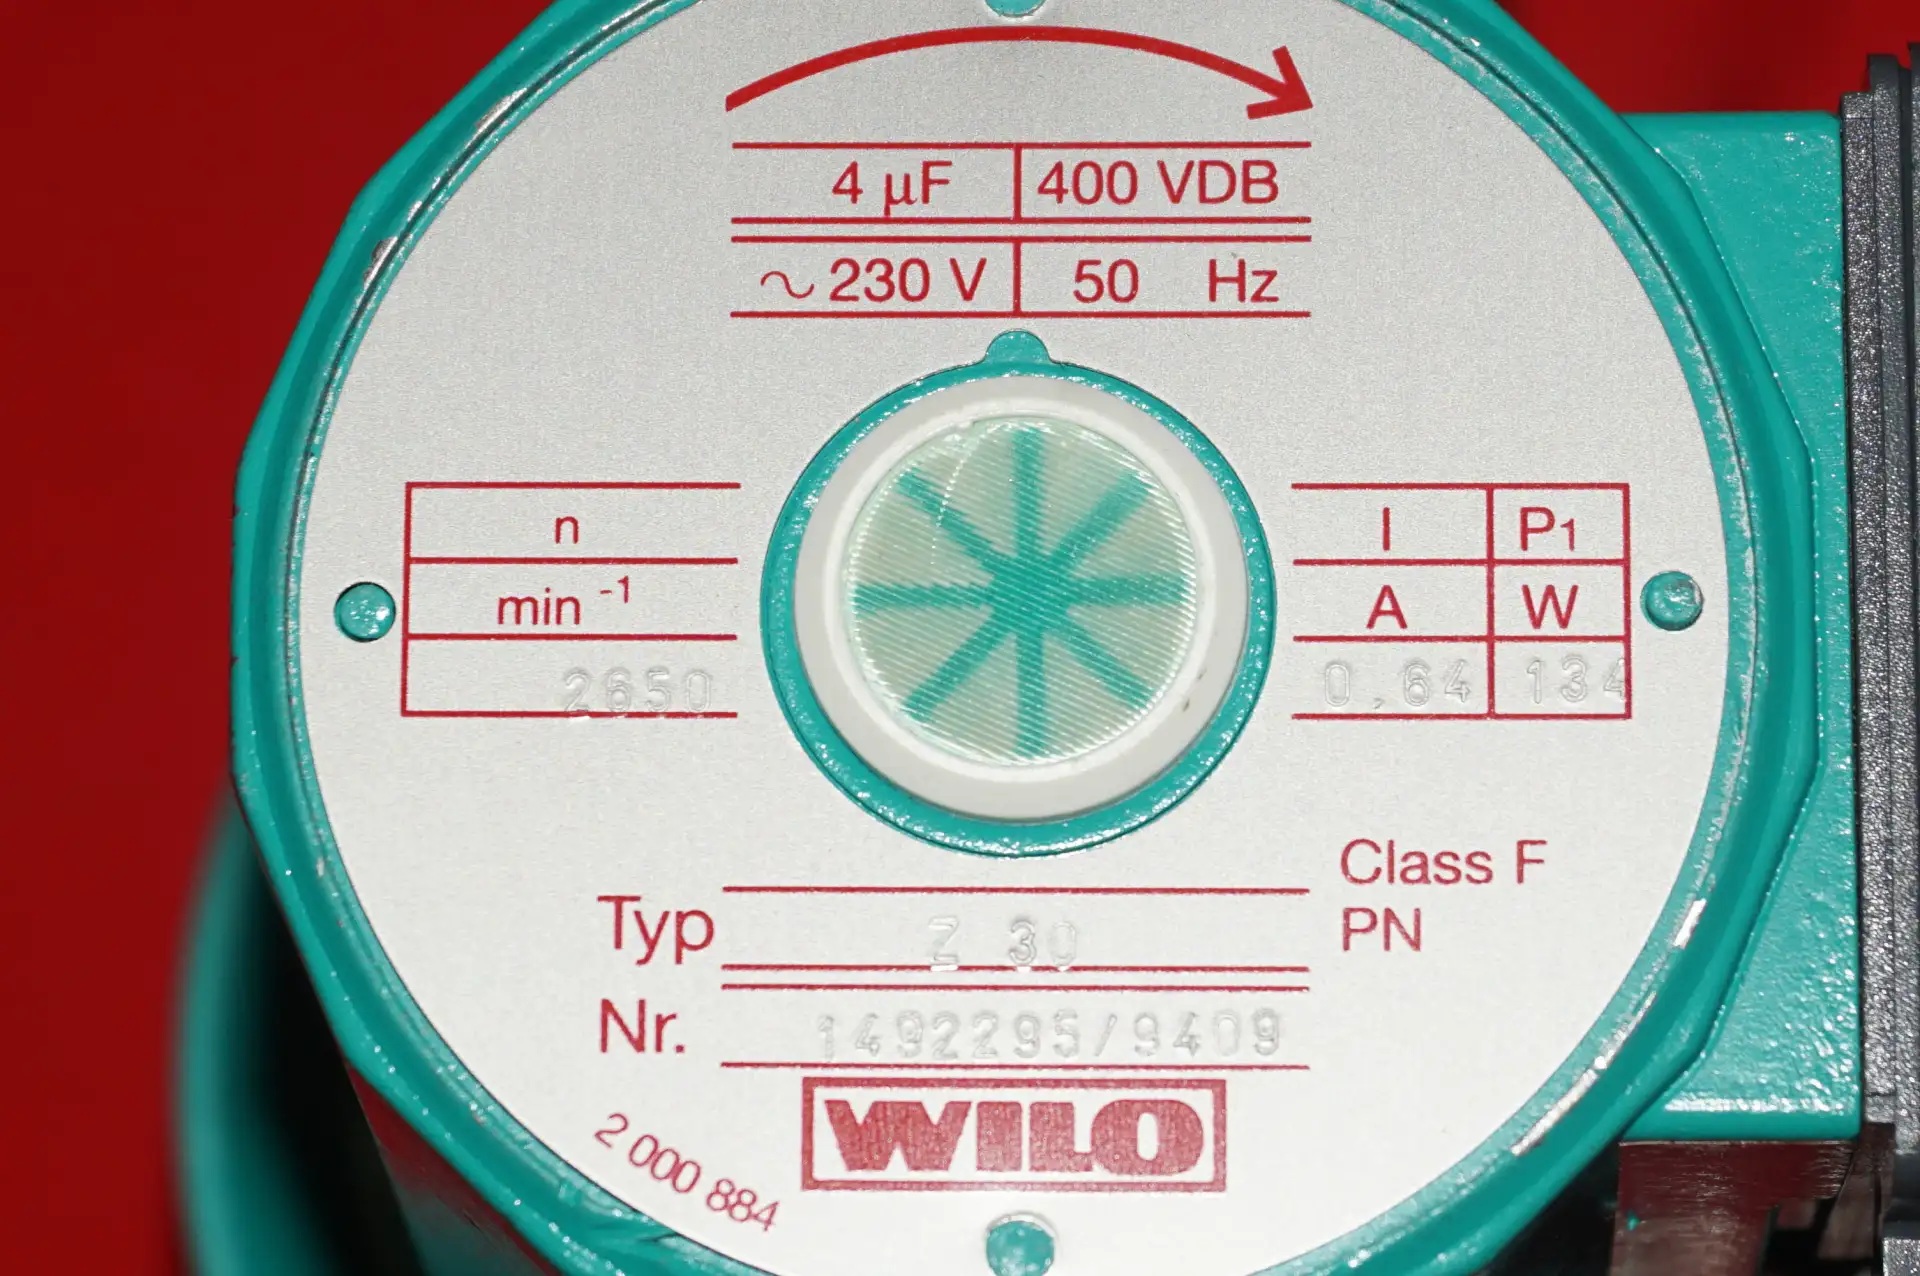 4 µF 400 VDB
~ 230 V 50 Hz
n
min -1
2650
I P1
A W
0,64 134
Class F
PN
Typ Z 30
Nr. 1492295/9409
WILO
2 000 884